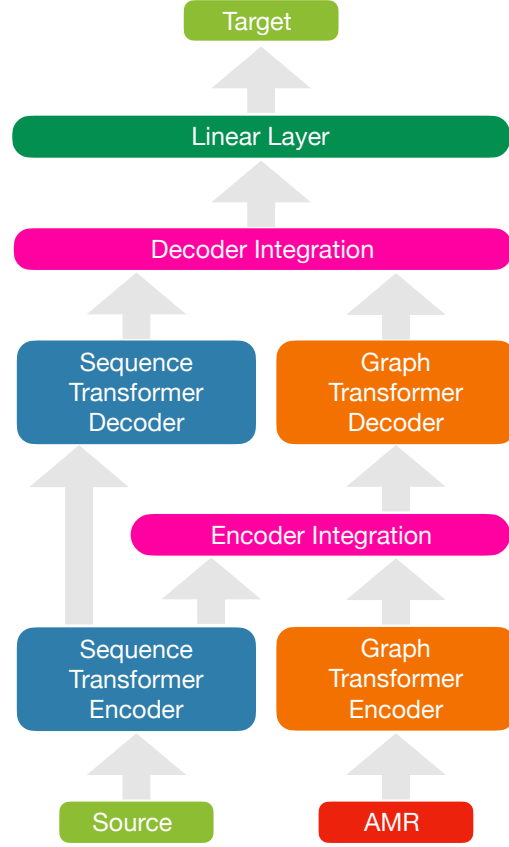 Target
Linear Layer
Decoder Integration
Sequence
Transformer
Decoder
Graph
Transformer
Decoder
Encoder Integration
Sequence
Transformer
Encoder
Graph
Transformer
Encoder
Source
AMR